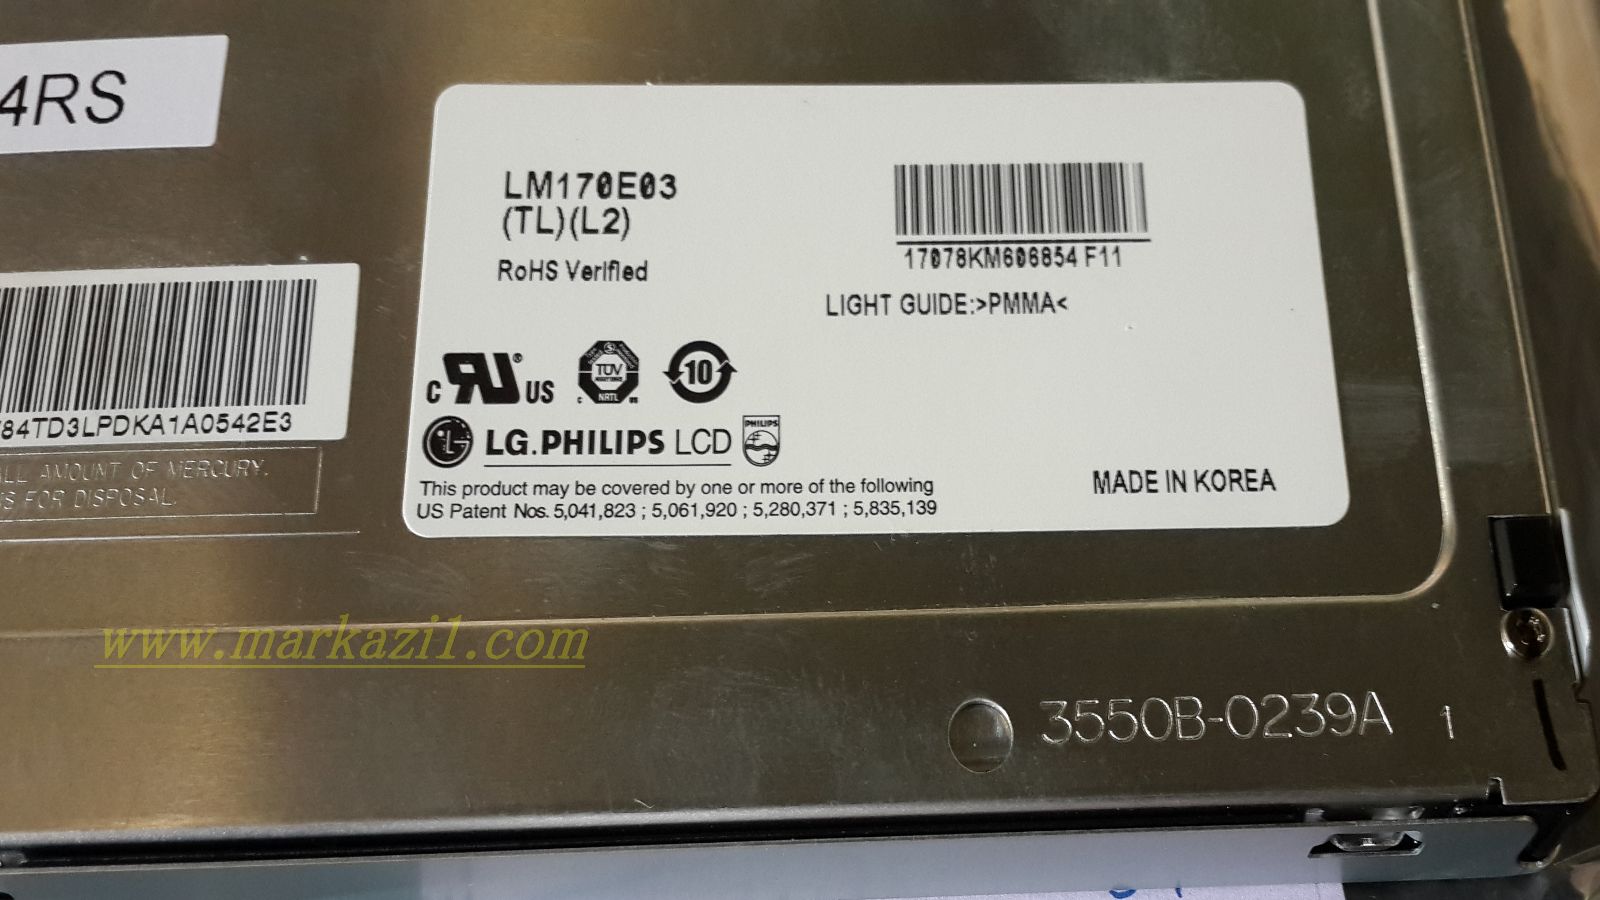 4RS
LM170E03
(TL)(L2)
RoHS Verified
17078KM606854 F11
LIGHT GUIDE:>PMMA<
c RU ® US
TÜV
NRTL
10
84TD3LPDKA1A0542E3
LG.PHILIPS LCD
PHILIPS
ALL AMOUNT OF MERCURY.
FOR DISPOSAL.
This product may be covered by one or more of the following
US Patent Nos. 5,041,823 ; 5,061,920 ; 5,280,371 ; 5,835,139
MADE IN KOREA
www.markazi1.com
3550B-0239A 1